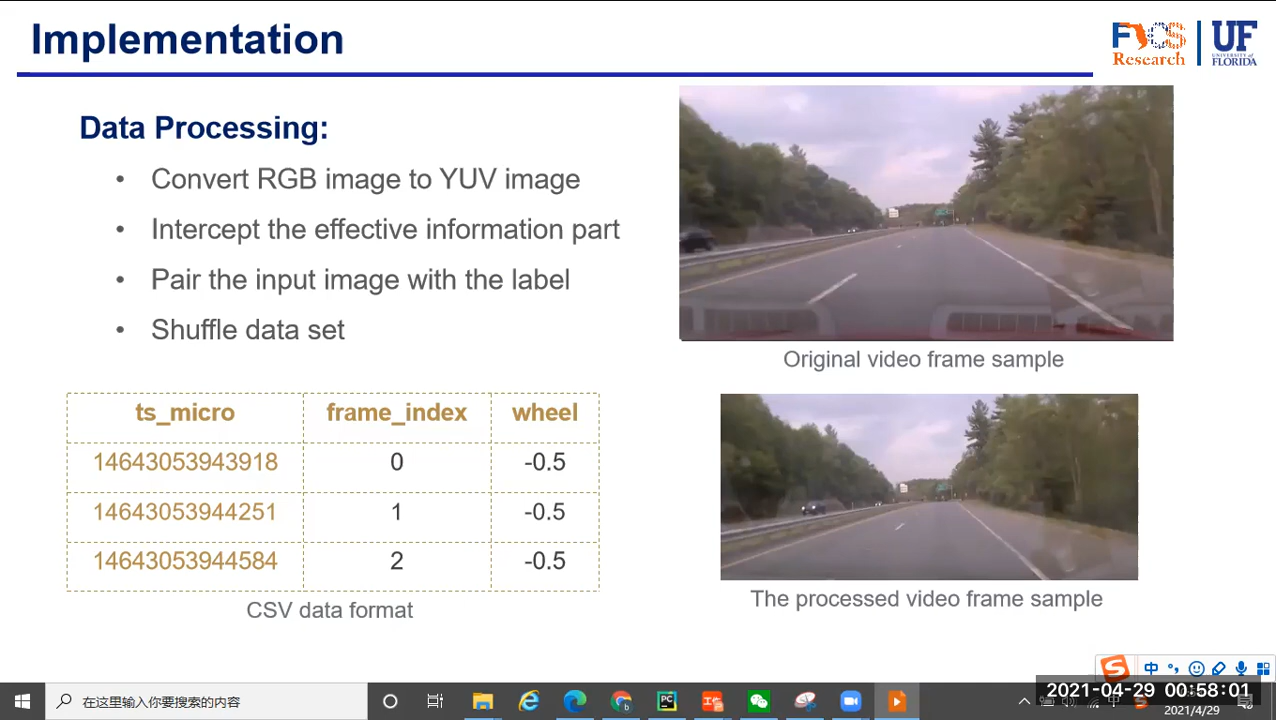 Implementation
FICS
Research
UF
UNIVERSITY of
FLORIDA
Data Processing:
• Convert RGB image to YUV image
• Intercept the effective information part
• Pair the input image with the label
• Shuffle data set
Original video frame sample
ts_micro frame_index wheel
14643053943918 0 -0.5
14643053944251 1 -0.5
14643053944584 2 -0.5
CSV data format
The processed video frame sample
中
在这里输入你要搜索的内容
PC
2021-04-29 00:58:01
2021/4/29